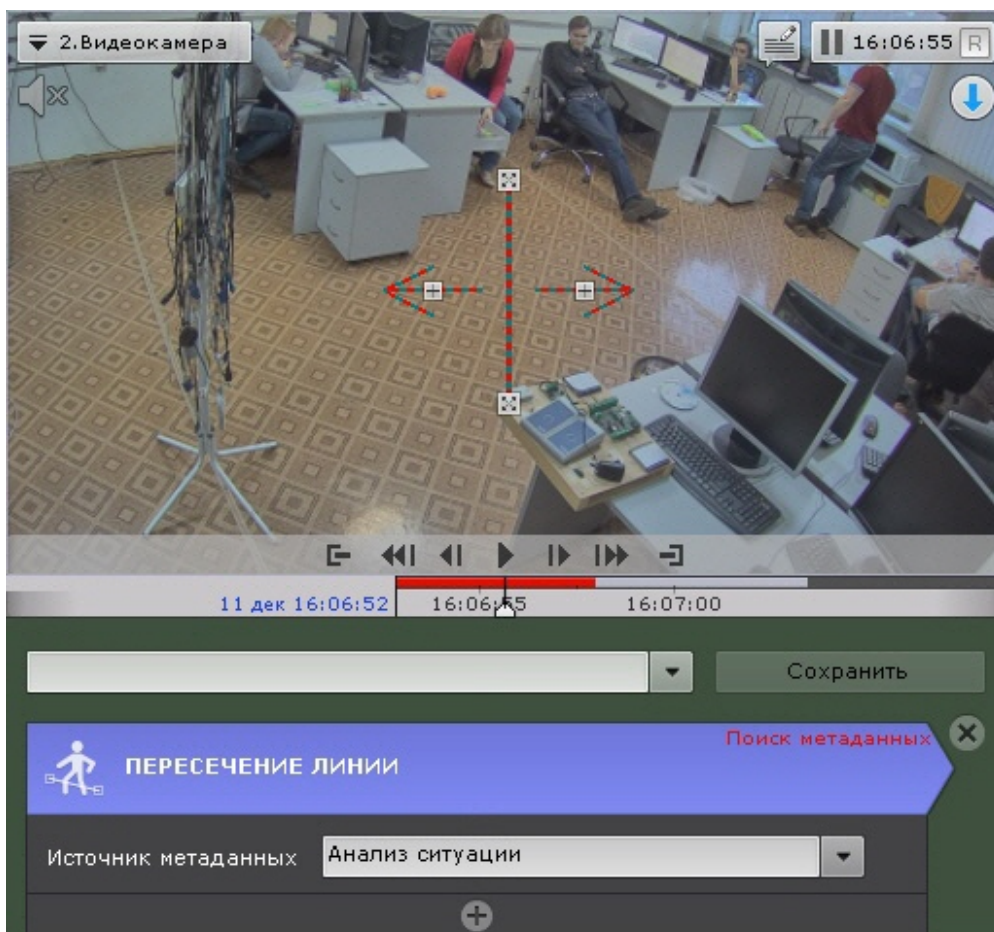 2.Видеокамера
16:06:55 R
11 дек 16:06:52
16:06:55
16:07:00
Сохранить
Поиск метаданных
ПЕРЕСЕЧЕНИЕ ЛИНИИ
Источник метаданных
Анализ ситуации